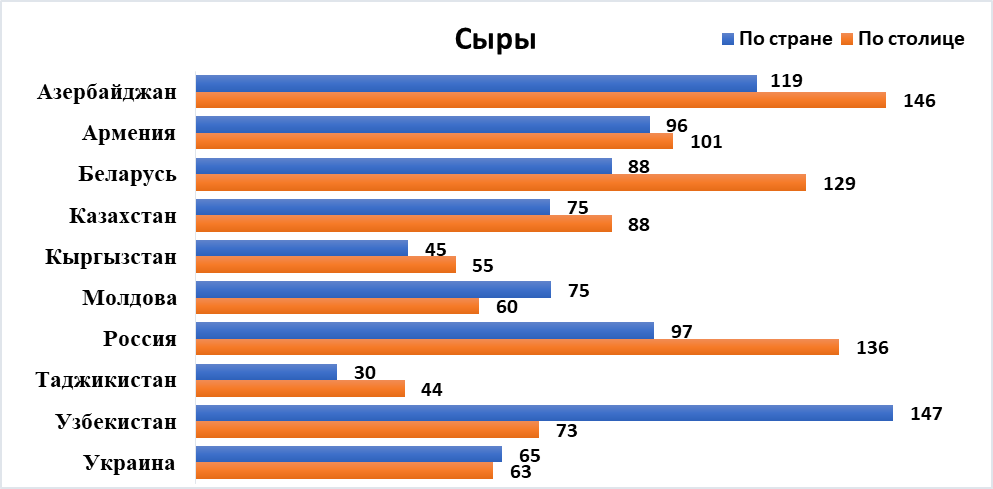 Сыры
По стране По столице
Азербайджан 119 146
Армения 96 101
Беларусь 88 129
Казахстан 75 88
Кыргызстан 45 55
Молдова 75 60
Россия 97 136
Таджикистан 30 44
Узбекистан 147 73
Украина 65 63